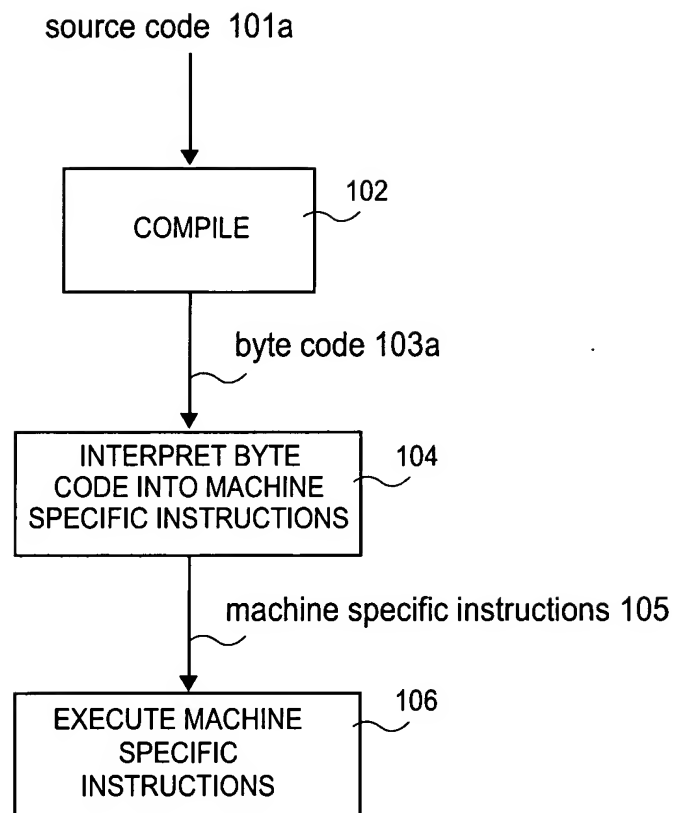 source code 101a
102
COMPILE
byte code 103a
INTERPRET BYTE
CODE INTO MACHINE
SPECIFIC INSTRUCTIONS
104
machine specific instructions 105
EXECUTE MACHINE
SPECIFIC
INSTRUCTIONS
106